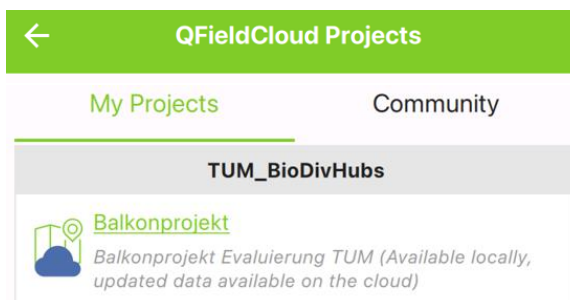 QFieldCloud Projects
My Projects Community
TUM_BioDivHubs
Balkonprojekt
Balkonprojekt Evaluierung TUM (Available locally,
updated data available on the cloud)